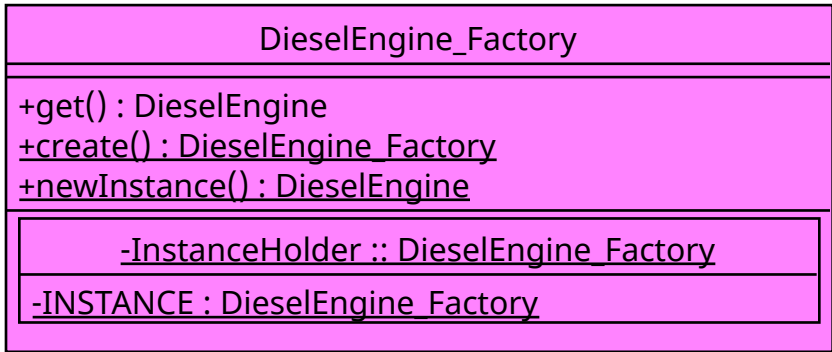 DieselEngine_Factory
+get() : DieselEngine
+create() : DieselEngine_Factory
+newInstance() : DieselEngine
-InstanceHolder :: DieselEngine_Factory
-INSTANCE : DieselEngine_Factory